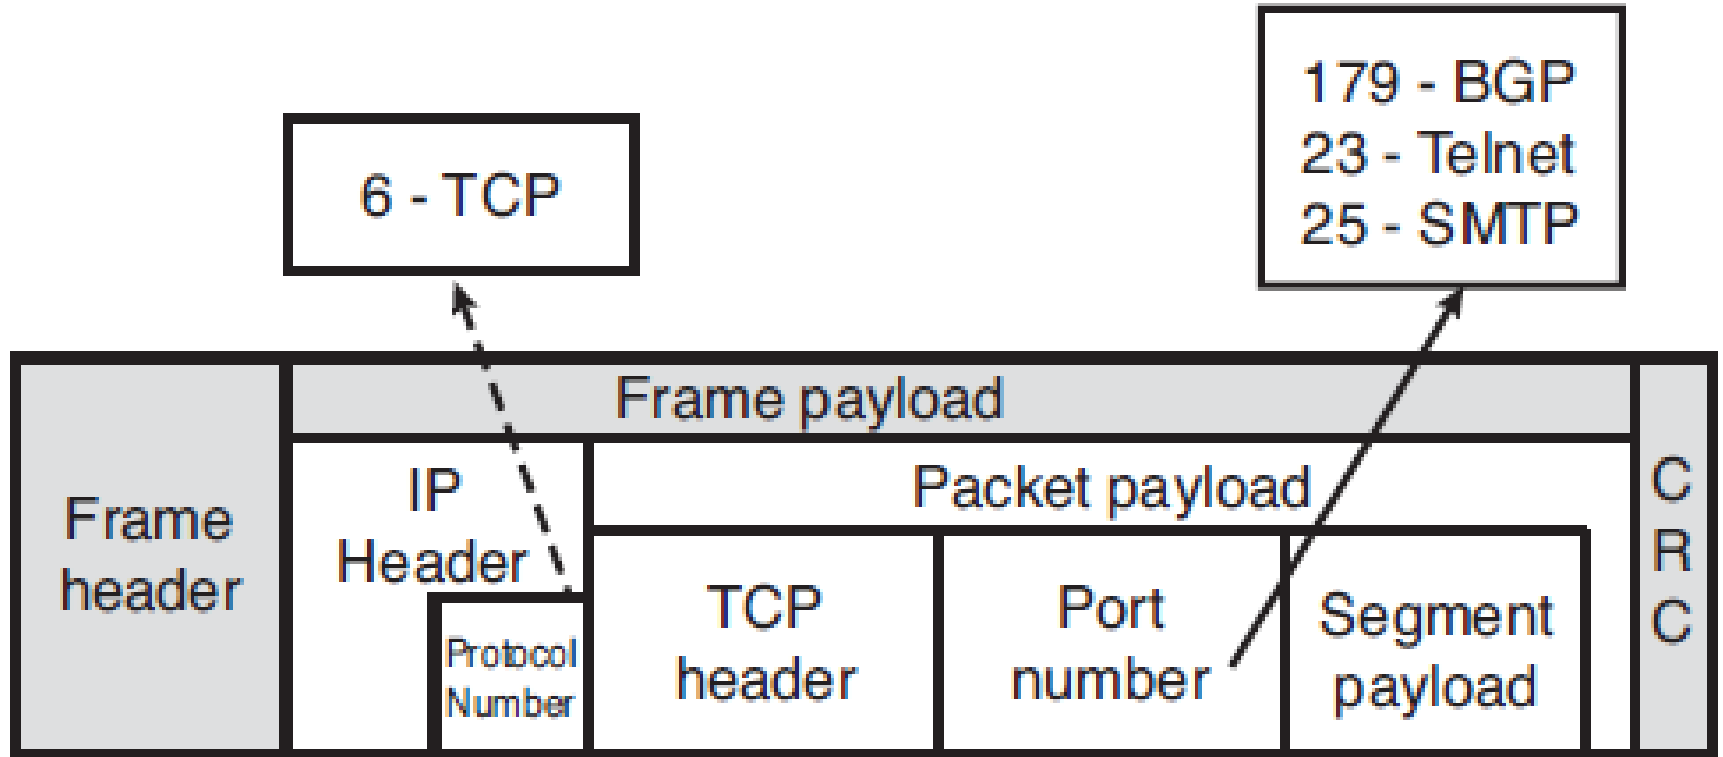 179 - BGP
23 - Telnet
25 - SMTP
6 - TCP
Frame payload
Frame
header
IP
Header
Protocol
Number
Packet payload
TCP
header
Port
number
Segment
payload
C
R
C